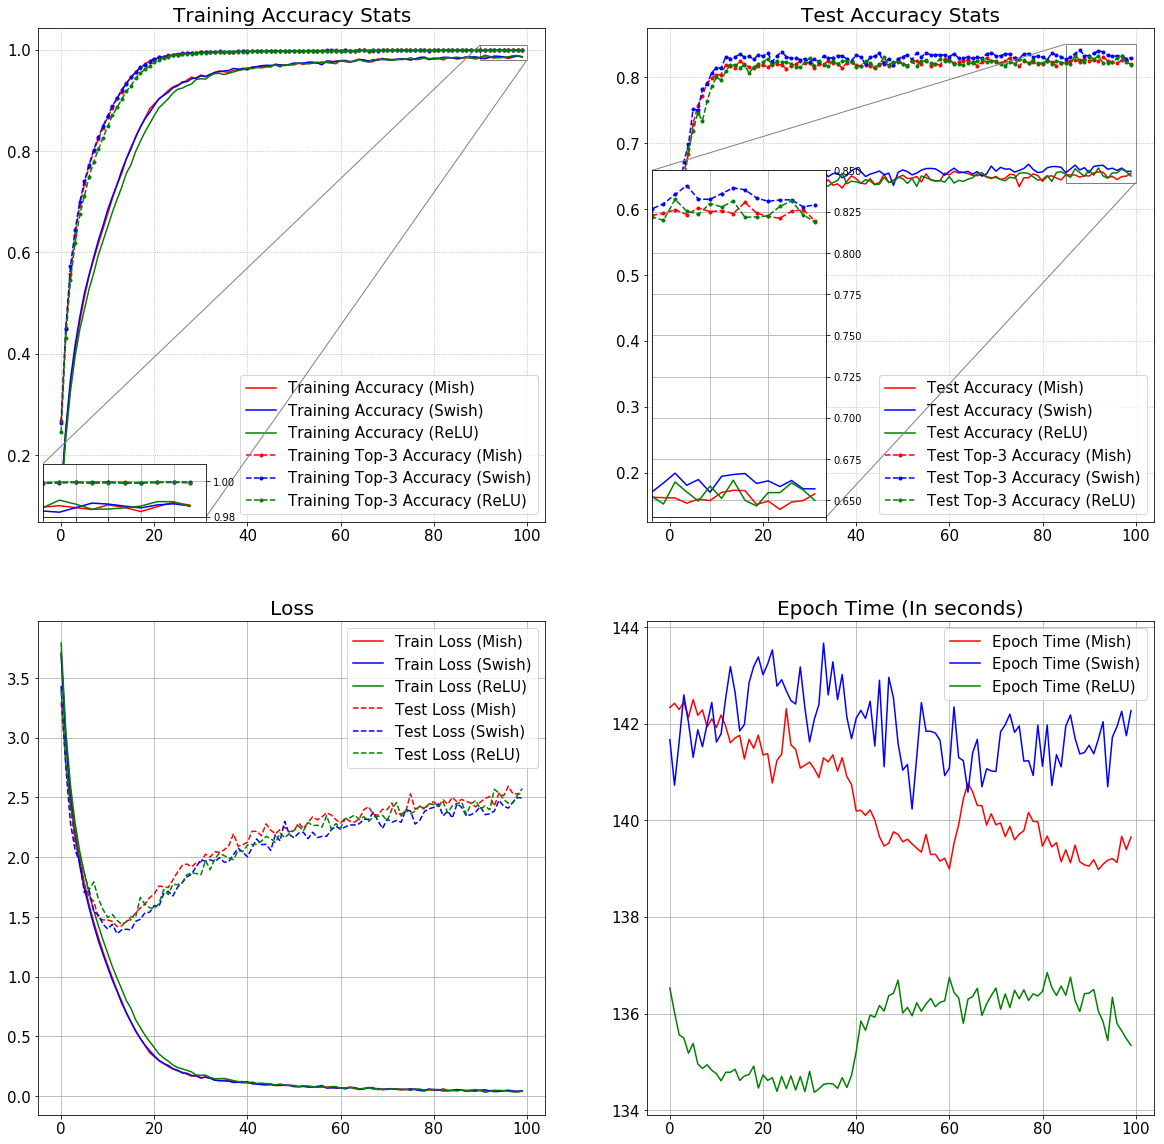 Training Accuracy Stats
1.0
0.8
0.6
0.4
0.2
Training Accuracy (Mish)
Training Accuracy (Swish)
Training Accuracy (ReLU)
Training Top-3 Accuracy (Mish)
Training Top-3 Accuracy (Swish)
Training Top-3 Accuracy (ReLU)
1.00
0.98
0 20 40 60 80 100
Test Accuracy Stats
0.8
0.7
0.6
0.5
0.4
0.3
0.2
0.850
0.825
0.800
0.775
0.750
0.725
0.700
0.675
0.650
Test Accuracy (Mish)
Test Accuracy (Swish)
Test Accuracy (ReLU)
Test Top-3 Accuracy (Mish)
Test Top-3 Accuracy (Swish)
Test Top-3 Accuracy (ReLU)
0 20 40 60 80 100
Loss
3.5
3.0
2.5
2.0
1.5
1.0
0.5
0.0
Train Loss (Mish)
Train Loss (Swish)
Train Loss (ReLU)
Test Loss (Mish)
Test Loss (Swish)
Test Loss (ReLU)
0 20 40 60 80 100
Epoch Time (In seconds)
144
142
140
138
136
134
Epoch Time (Mish)
Epoch Time (Swish)
Epoch Time (ReLU)
0 20 40 60 80 100